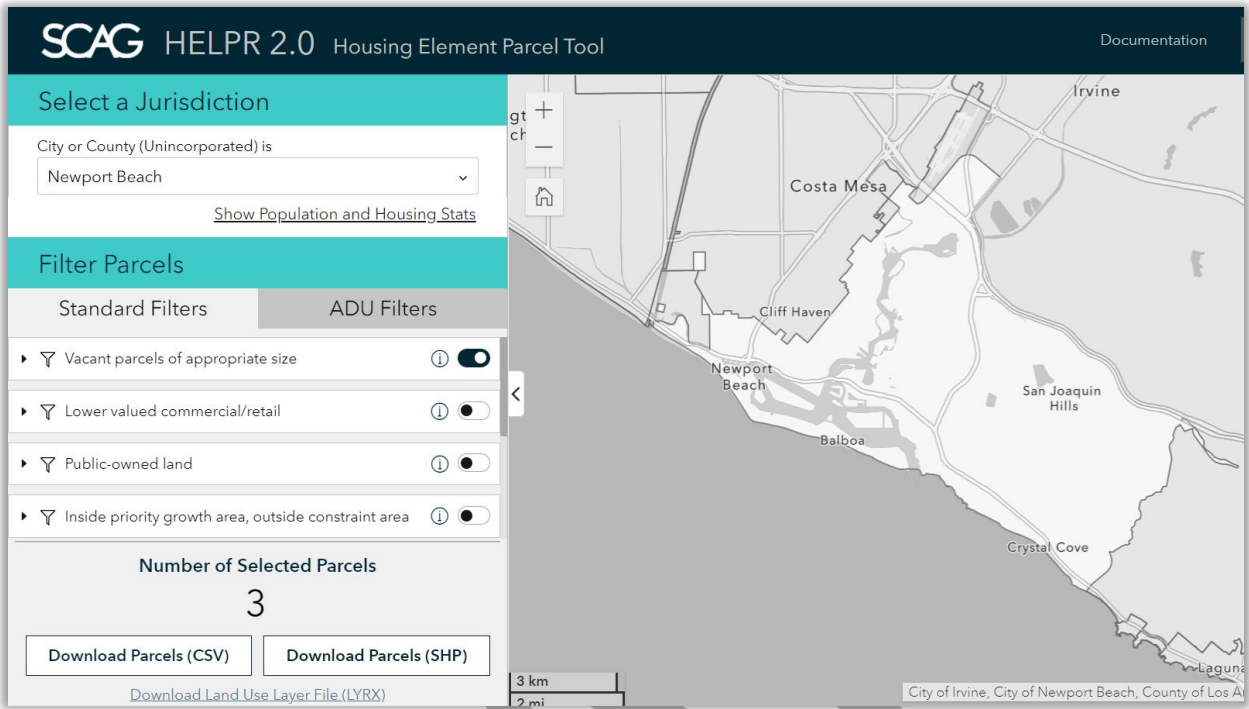 SCAG HELPR 2.0 Housing Element Parcel Tool
Documentation
Select a Jurisdiction
City or County (Unincorporated) is
Newport Beach
Show Population and Housing Stats
Filter Parcels
Standard Filters
ADU Filters
Vacant parcels of appropriate size
Lower valued commercial/retail
Public-owned land
Inside priority growth area, outside constraint area
Number of Selected Parcels
3
Download Parcels (CSV)
Download Parcels (SHP)
Download Land Use Layer File (LYRX)
Irvine
Costa Mesa
Cliff Haven
Newport
Beach
San Joaquin
Hills
Balboa
Crystal Cove
Laguna
3 km
2 mi
City of Irvine, City of Newport Beach, County of Los A